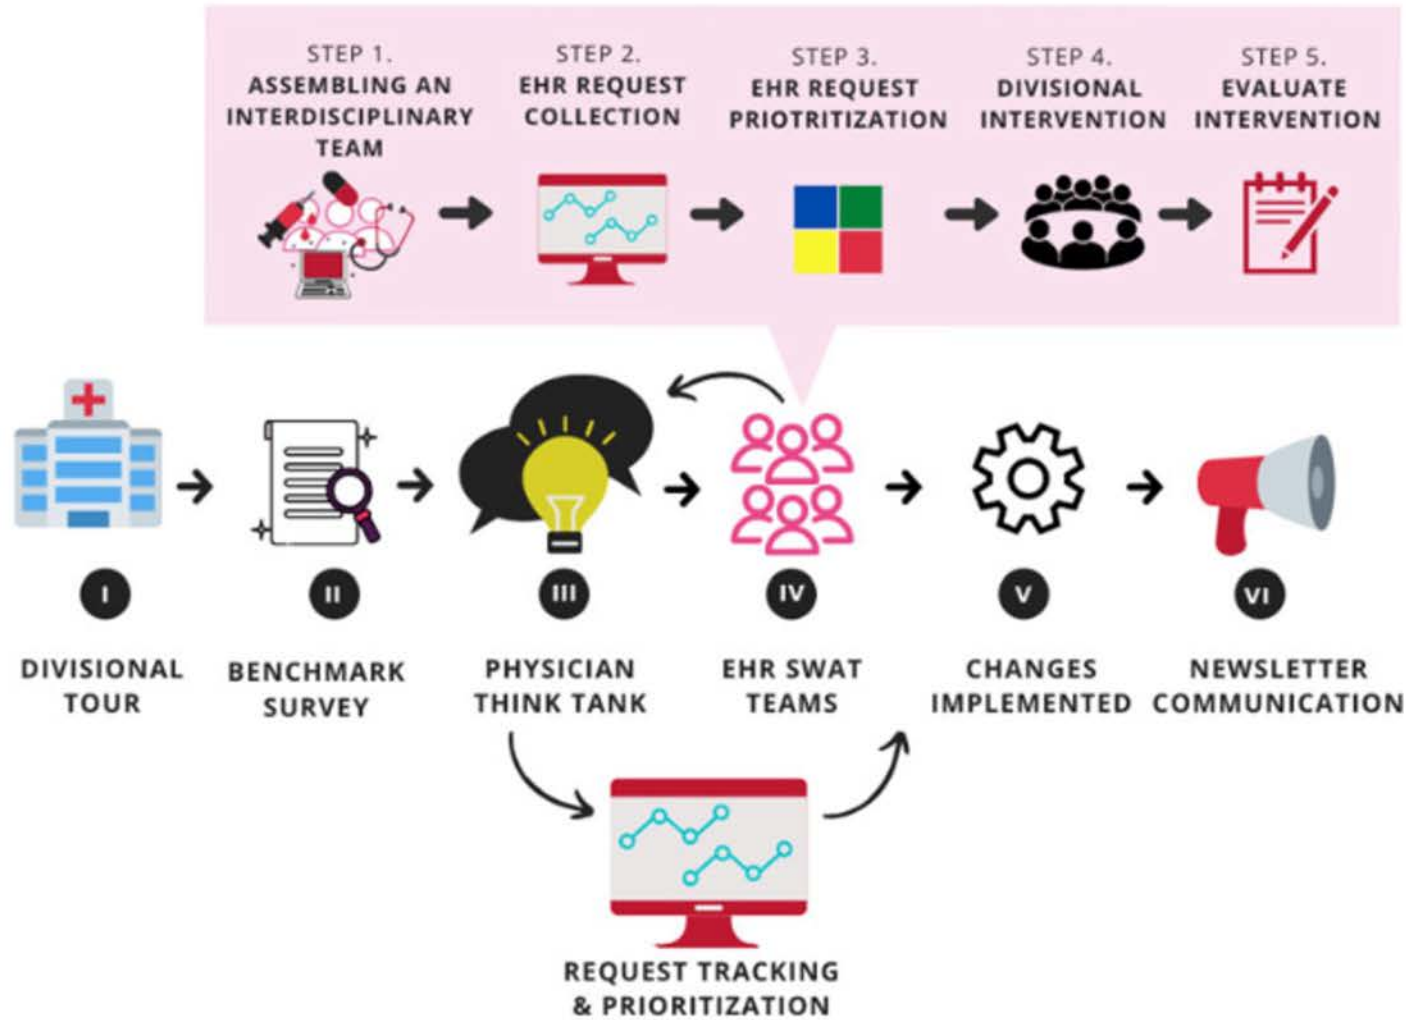 STEP 1.
ASSEMBLING AN
INTERDISCIPLINARY
TEAM
STEP 2.
EHR REQUEST
COLLECTION
STEP 3.
EHR REQUEST
PRIOTRITIZATION
STEP 4.
DIVISIONAL
INTERVENTION
STEP 5.
EVALUATE
INTERVENTION
I
DIVISIONAL
TOUR
II
BENCHMARK
SURVEY
III
PHYSICIAN
THINK TANK
IV
EHR SWAT
TEAMS
V
CHANGES
IMPLEMENTED
VI
NEWSLETTER
COMMUNICATION
REQUEST TRACKING
& PRIORITIZATION